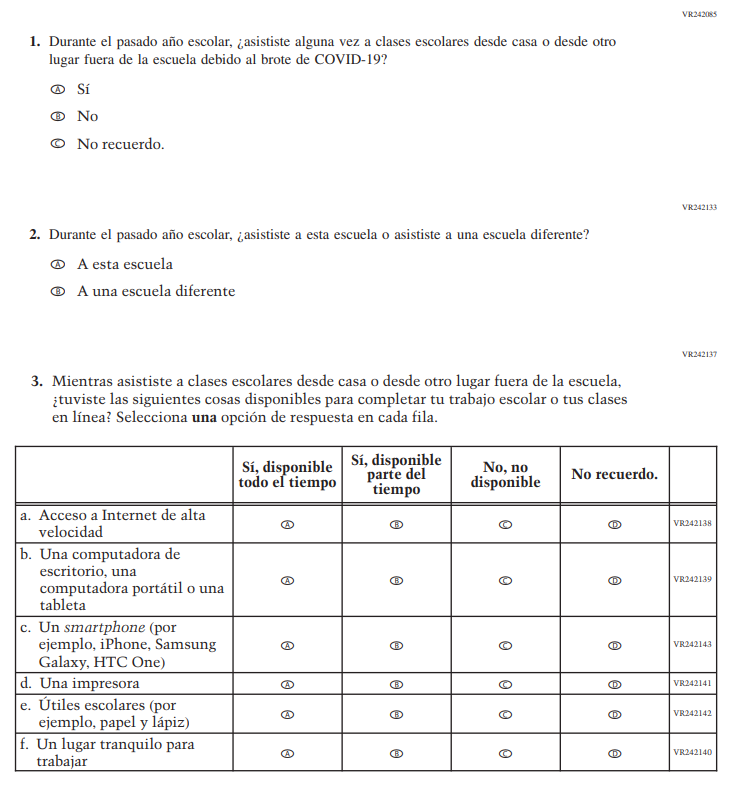 VR242085
1. Durante el pasado año escolar, ¿asististe alguna vez a clases escolares desde casa o desde otro
lugar fuera de la escuela debido al brote de COVID-19?
A Sí
B No
C No recuerdo.
VR242133
2. Durante el pasado año escolar, ¿asististe a esta escuela o asististe a una escuela diferente?
A A esta escuela
B A una escuela diferente
VR242137
3. Mientras asististe a clases escolares desde casa o desde otro lugar fuera de la escuela,
¿tuviste las siguientes cosas disponibles para completar tu trabajo escolar o tus clases
en línea? Selecciona una opción de respuesta en cada fila.
Sí, disponible
todo el tiempo
Sí, disponible
parte del
tiempo
No, no
disponible
No recuerdo.
a. Acceso a Internet de alta
velocidad
A B C D VR242138
b. Una computadora de
escritorio, una
computadora portátil o una
tableta
A B C D VR242139
c. Un smartphone (por
ejemplo, iPhone, Samsung
Galaxy, HTC One)
A B C D VR242143
d. Una impresora A B C D VR242141
e. Útiles escolares (por
ejemplo, papel y lápiz)
A B C D VR242142
f. Un lugar tranquilo para
trabajar
A B C D VR242140